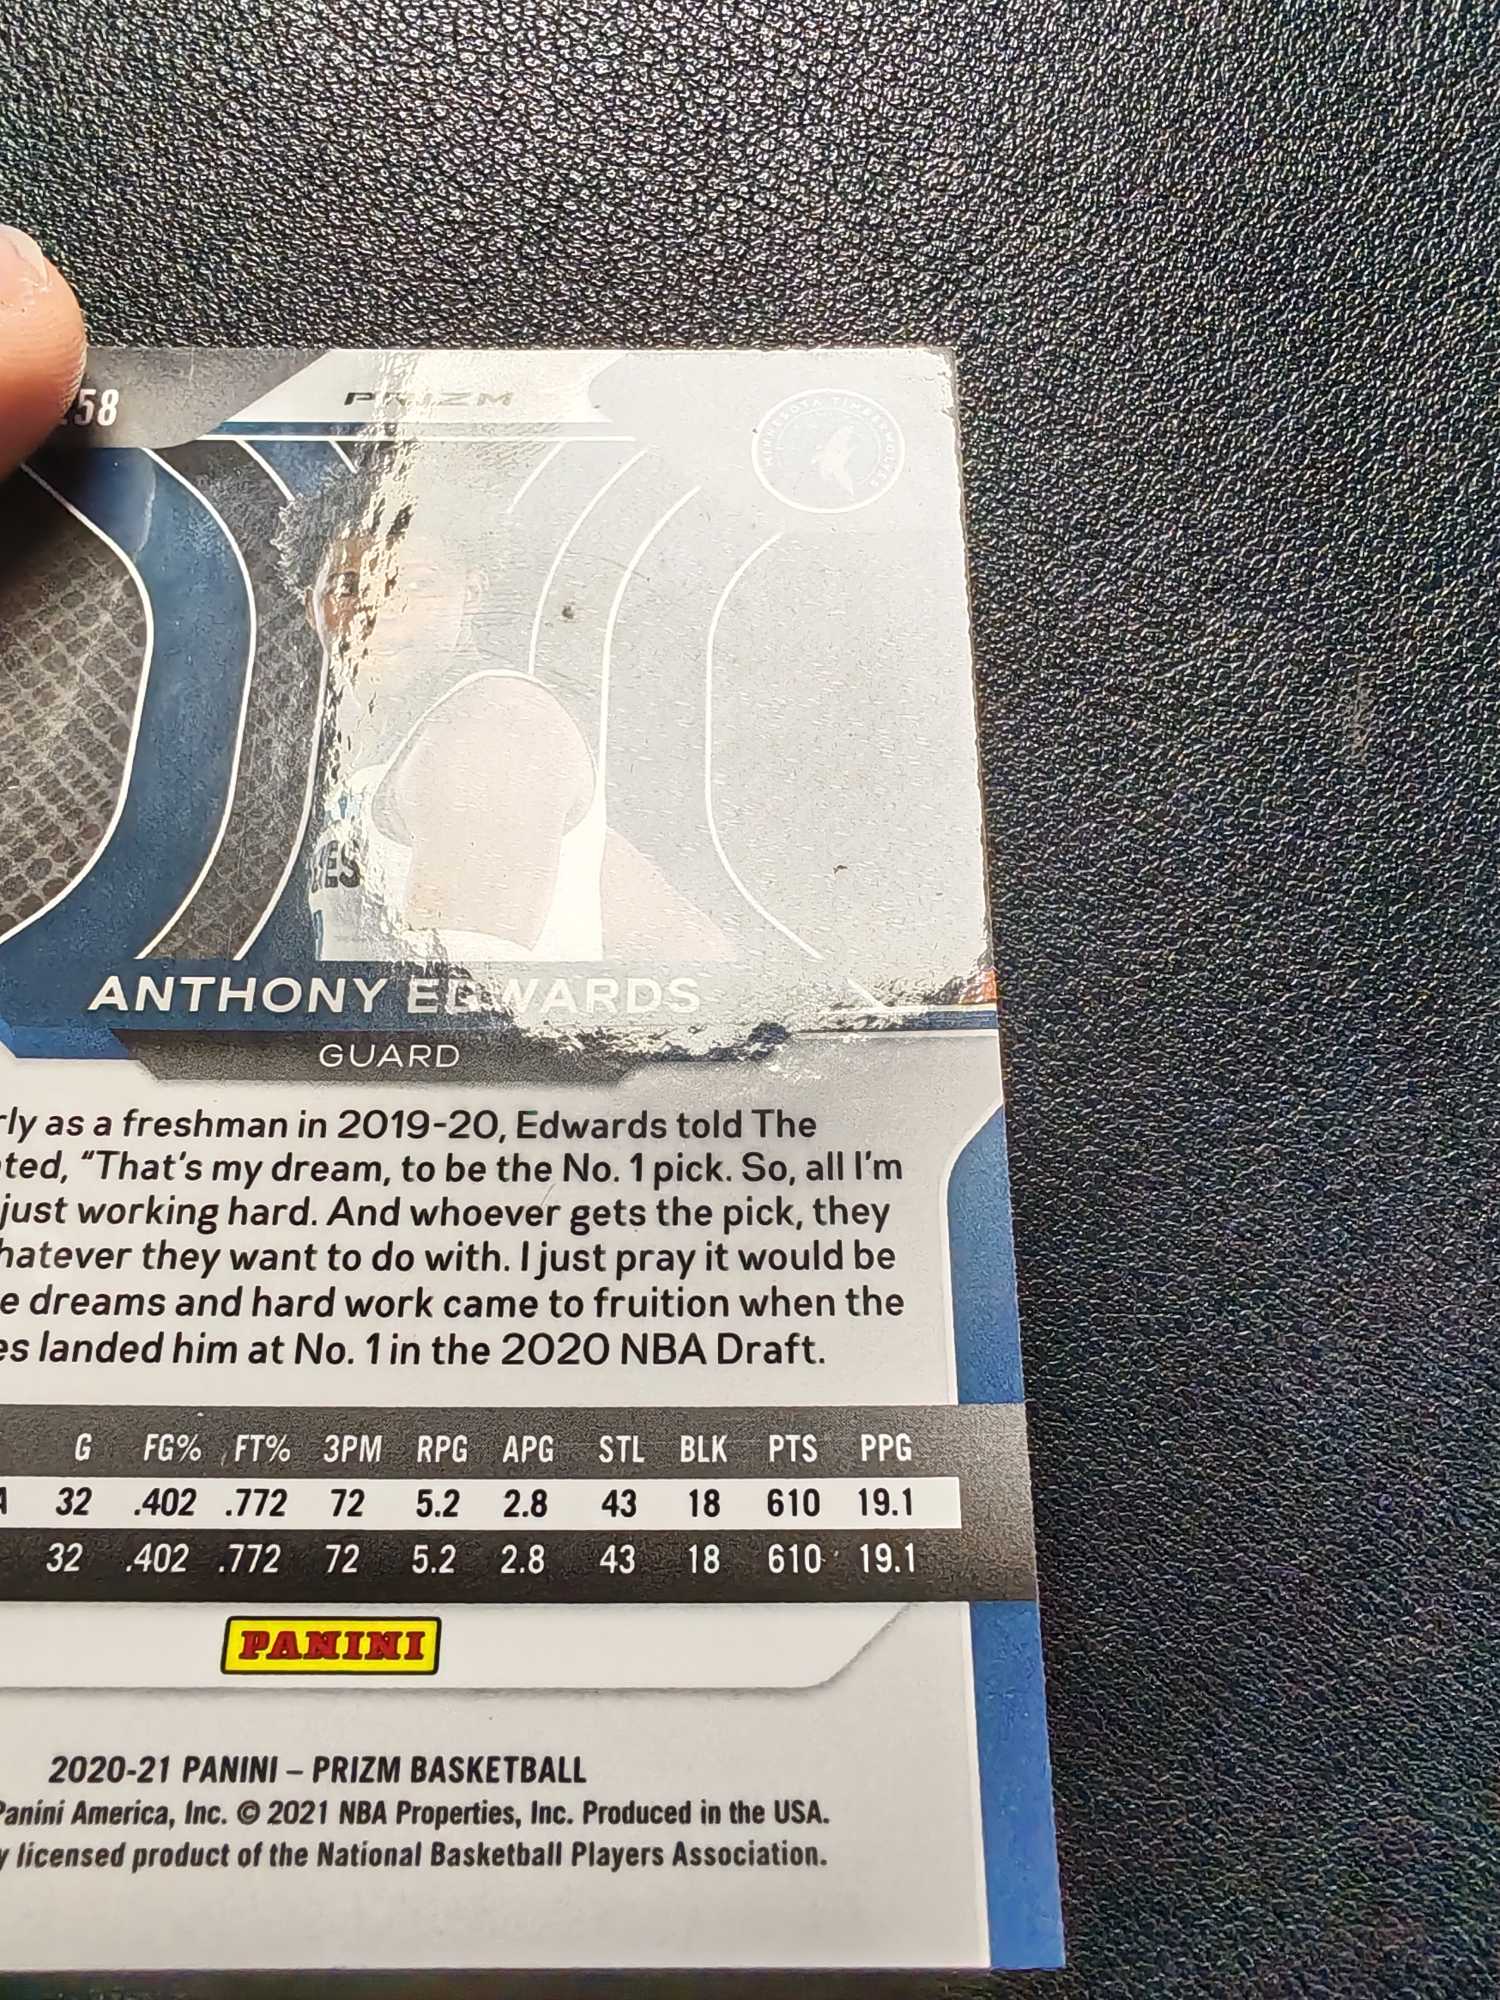 58
PRIZM
MINNESOTA TIMBERWOLVES
ES
ANTHONY EDWARDS
GUARD
rly as a freshman in 2019-20, Edwards told The
ted, "That's my dream, to be the No. 1 pick. So, all I'm
just working hard. And whoever gets the pick, they
hatever they want to do with. I just pray it would be
e dreams and hard work came to fruition when the
es landed him at No. 1 in the 2020 NBA Draft.
G FG% FT% 3PM RPG APG STL BLK PTS PPG
A 32 .402 .772 72 5.2 2.8 43 18 610 19.1
32 .402 .772 72 5.2 2.8 43 18 610 19.1
PANINI
2020-21 PANINI – PRIZM BASKETBALL
Panini America, Inc. © 2021 NBA Properties, Inc. Produced in the USA.
y licensed product of the National Basketball Players Association.